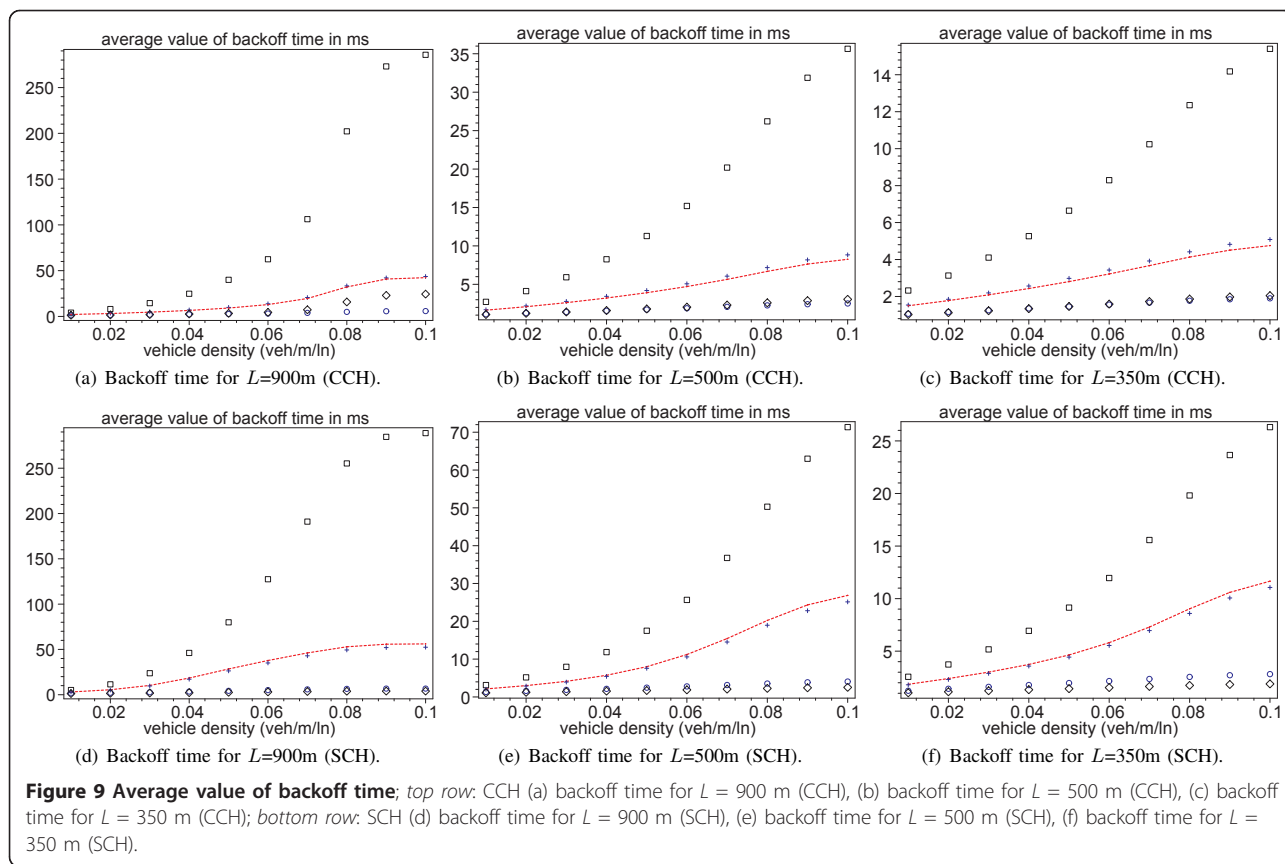 average value of backoff time in ms
250
200
150
100
50
0
0.02 0.04 0.06 0.08 0.1
vehicle density (veh/m/ln)
(a) Backoff time for L=900m (CCH).
average value of backoff time in ms
35
30
25
20
15
10
5
0.02 0.04 0.06 0.08 0.1
vehicle density (veh/m/ln)
(b) Backoff time for L=500m (CCH).
average value of backoff time in ms
14
12
10
8
6
4
2
0.02 0.04 0.06 0.08 0.1
vehicle density (veh/m/ln)
(c) Backoff time for L=350m (CCH).
average value of backoff time in ms
250
200
150
100
50
0
0.02 0.04 0.06 0.08 0.1
vehicle density (veh/m/ln)
(d) Backoff time for L=900m (SCH).
average value of backoff time in ms
70
60
50
40
30
20
10
0
0.02 0.04 0.06 0.08 0.1
vehicle density (veh/m/ln)
(e) Backoff time for L=500m (SCH).
average value of backoff time in ms
25
20
15
10
5
0.02 0.04 0.06 0.08 0.1
vehicle density (veh/m/ln)
(f) Backoff time for L=350m (SCH).
Figure 9 Average value of backoff time; top row: CCH (a) backoff time for L = 900 m (CCH), (b) backoff time for L = 500 m (CCH), (c) backoff
time for L = 350 m (CCH); bottom row: SCH (d) backoff time for L = 900 m (SCH), (e) backoff time for L = 500 m (SCH), (f) backoff time for L =
350 m (SCH).